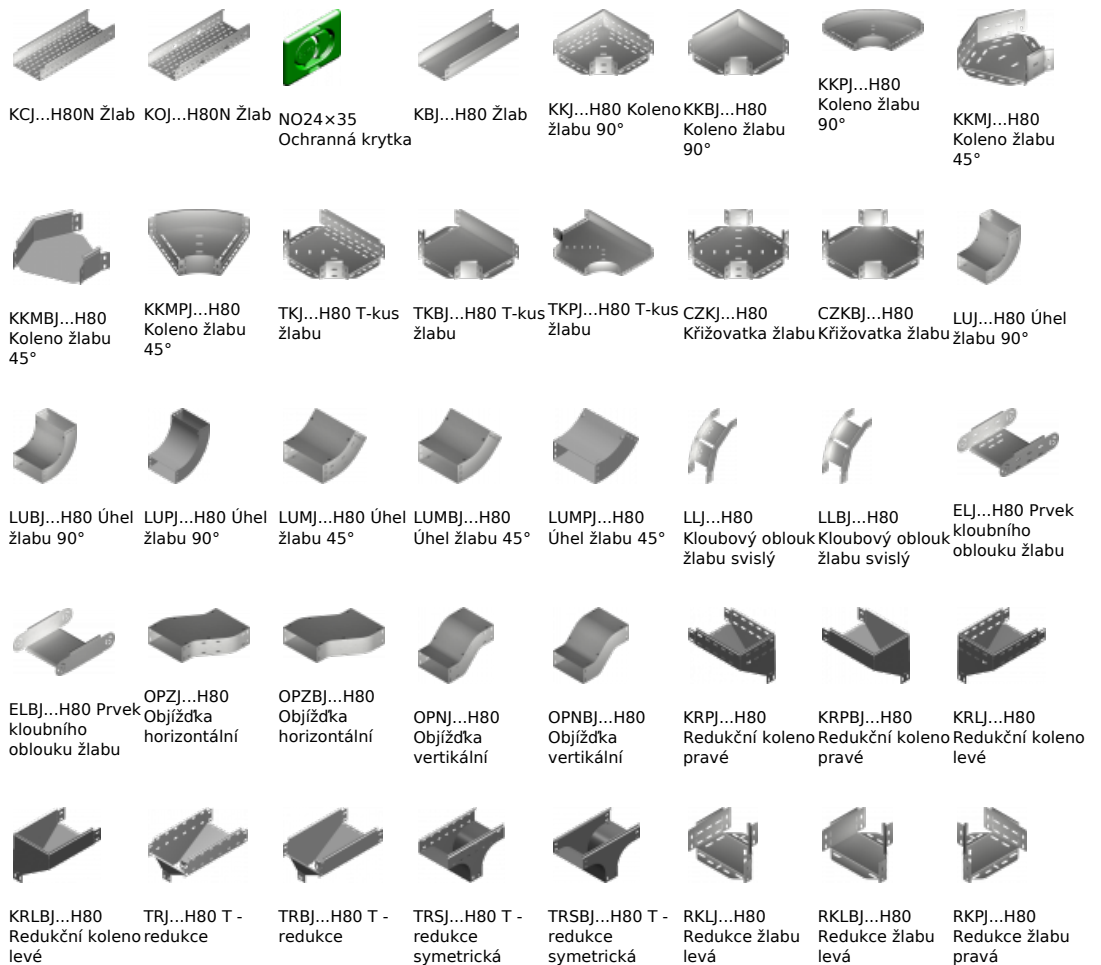 KCJ...H80N Žlab
KOJ...H80N Žlab
NO24×35
Ochranná krytka
KBJ...H80 Žlab
KKJ...H80 Koleno
žlabu 90°
KKBJ...H80
Koleno žlabu
90°
KKPJ...H80
Koleno žlabu
90°
KKMJ...H80
Koleno žlabu
45°
KKMBJ...H80
Koleno žlabu
45°
KKMPJ...H80
Koleno žlabu
45°
TKJ...H80 T-kus
žlabu
TKBJ...H80 T-kus
žlabu
TKPJ...H80 T-kus
žlabu
CZKJ...H80
Křižovatka žlabu
CZKBJ...H80
Křižovatka žlabu
LUJ...H80 Úhel
žlabu 90°
LUBJ...H80 Úhel
žlabu 90°
LUPJ...H80 Úhel
žlabu 90°
LUMJ...H80 Úhel
žlabu 45°
LUMBJ...H80
Úhel žlabu 45°
LUMPJ...H80
Úhel žlabu 45°
LLJ...H80
Kloubový oblouk
žlabu svislý
LLBJ...H80
Kloubový oblouk
žlabu svislý
ELJ...H80 Prvek
kloubního
oblouku žlabu
ELBJ...H80 Prvek
kloubního
oblouku žlabu
OPZJ...H80
Objížďka
horizontální
OPZBJ...H80
Objížďka
horizontální
OPNJ...H80
Objížďka
vertikální
OPNBJ...H80
Objížďka
vertikální
KRPJ...H80
Redukční koleno
pravé
KRPBJ...H80
Redukční koleno
pravé
KRLJ...H80
Redukční koleno
levé
KRLBJ...H80
Redukční koleno
levé
TRJ...H80 T -
redukce
TRBJ...H80 T -
redukce
TRSJ...H80 T -
redukce
symetrická
TRSBJ...H80 T -
redukce
symetrická
RKLJ...H80
Redukce žlabu
levá
RKLBJ...H80
Redukce žlabu
levá
RKPJ...H80
Redukce žlabu
pravá